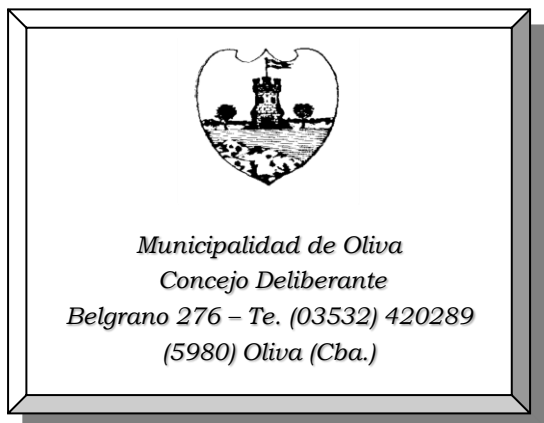 Municipalidad de Oliva
Concejo Deliberante
Belgrano 276 – Te. (03532) 420289
(5980) Oliva (Cba.)